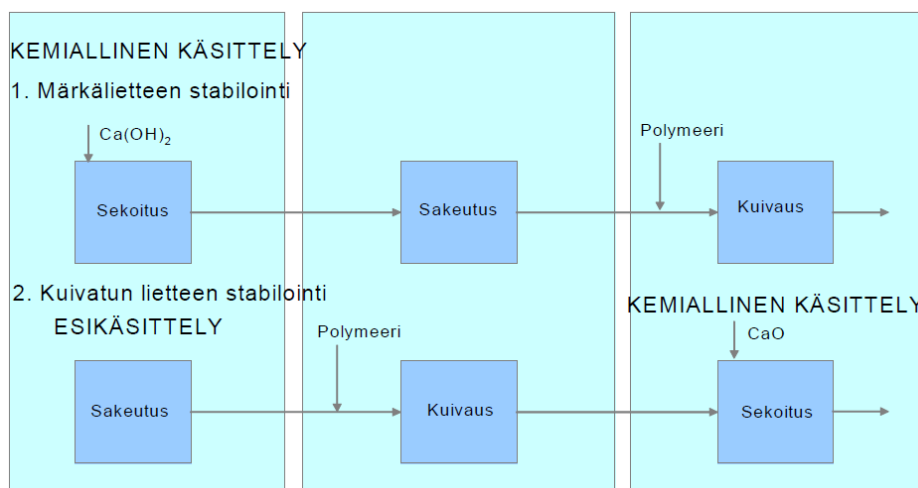 KEMIALLINEN KÄSITTELY
1. Märkälietteen stabilointi
Ca(OH)₂
Polymeeri
Sekoitus
Sakeutus
Kuivaus
2. Kuivatun lietteen stabilointi
ESIKÄSITTELY
KEMIALLINEN KÄSITTELY
Polymeeri
CaO
Sakeutus
Kuivaus
Sekoitus